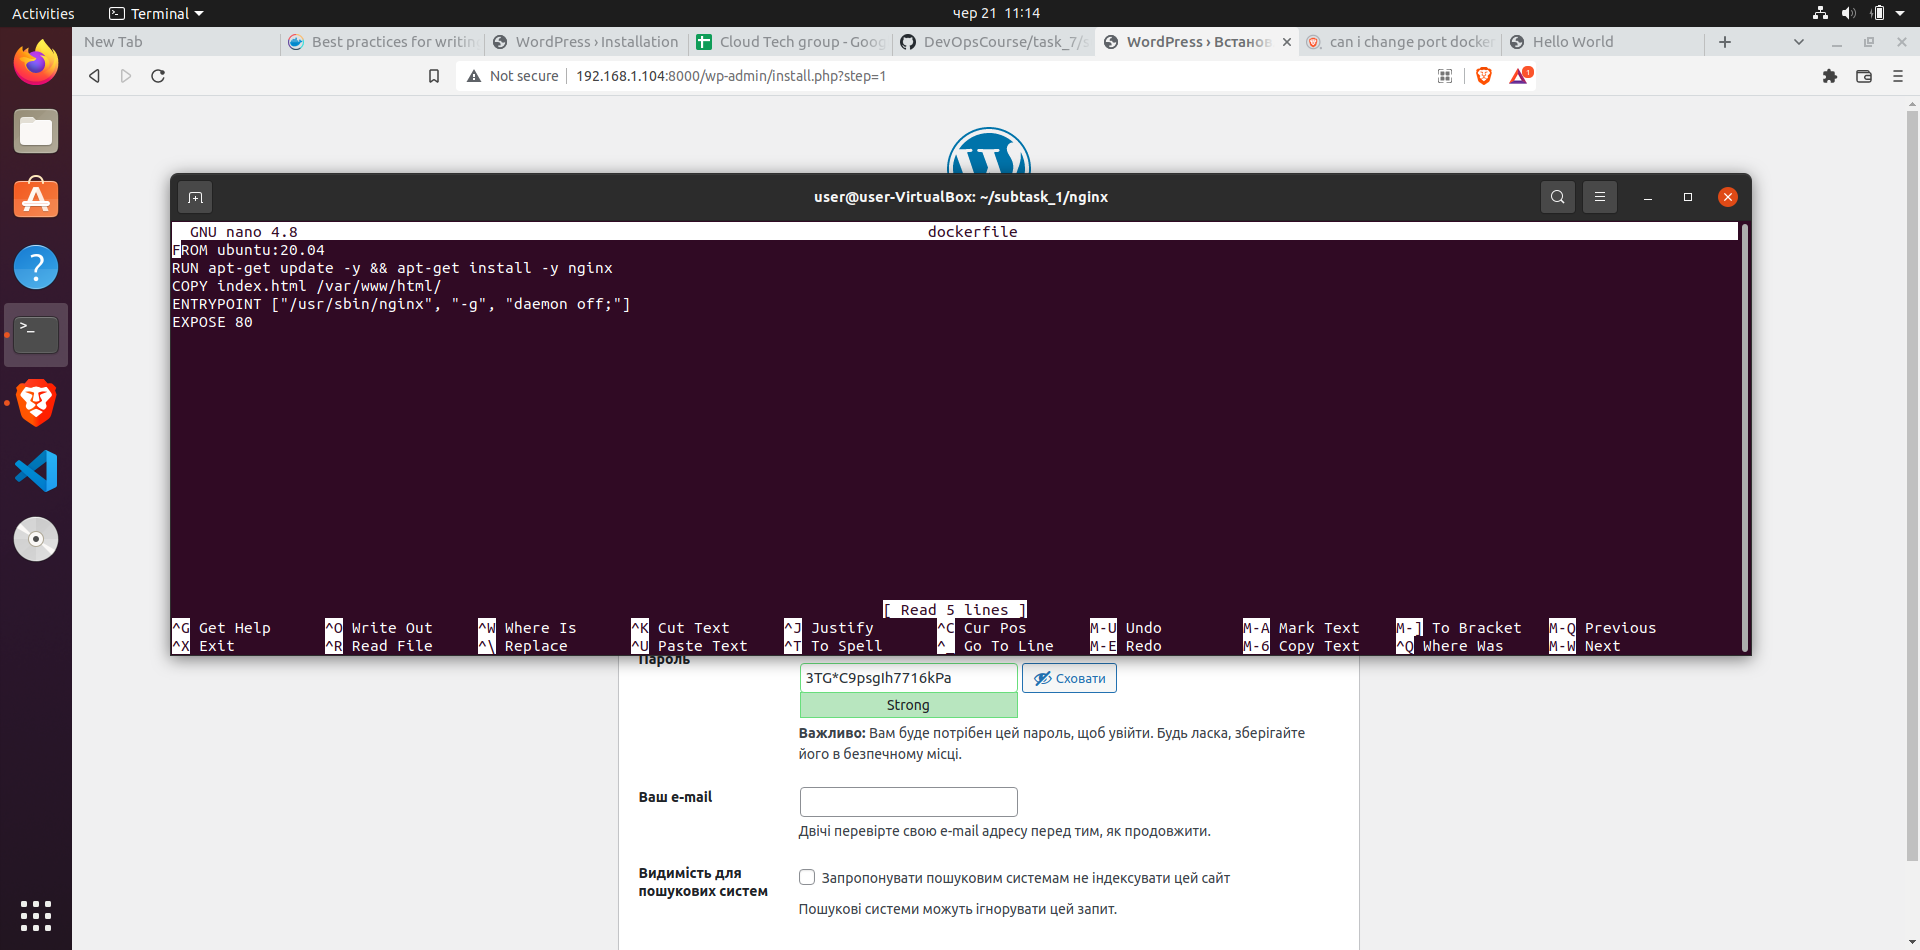 Activities
Terminal
чер 21 11:14
New Tab
Best practices for writin
WordPress › Installation
Cloud Tech group - Goog
DevOpsCourse/task_7/s
WordPress › Встанов
can i change port docker
Hello World
Not secure
192.168.1.104:8000/wp-admin/install.php?step=1
1
user@user-VirtualBox: ~/subtask_1/nginx
GNU nano 4.8 dockerfile
FROM ubuntu:20.04
RUN apt-get update -y && apt-get install -y nginx
COPY index.html /var/www/html/
ENTRYPOINT ["/usr/sbin/nginx", "-g", "daemon off;"]
EXPOSE 80
[ Read 5 lines ]
^G Get Help ^O Write Out ^W Where Is ^K Cut Text ^J Justify ^C Cur Pos M-U Undo M-A Mark Text M-] To Bracket M-Q Previous
^X Exit ^R Read File ^\ Replace ^U Paste Text ^T To Spell ^_ Go To Line M-E Redo M-6 Copy Text ^Q Where Was M-W Next
Пароль
3TG*C9psgIh7716kPa
Сховати
Strong
Важливо: Вам буде потрібен цей пароль, щоб увійти. Будь ласка, зберігайте
його в безпечному місці.
Ваш e-mail
Двічі перевірте свою e-mail адресу перед тим, як продовжити.
Видимість для
пошукових систем
Запропонувати пошуковим системам не індексувати цей сайт
Пошукові системи можуть ігнорувати цей запит.